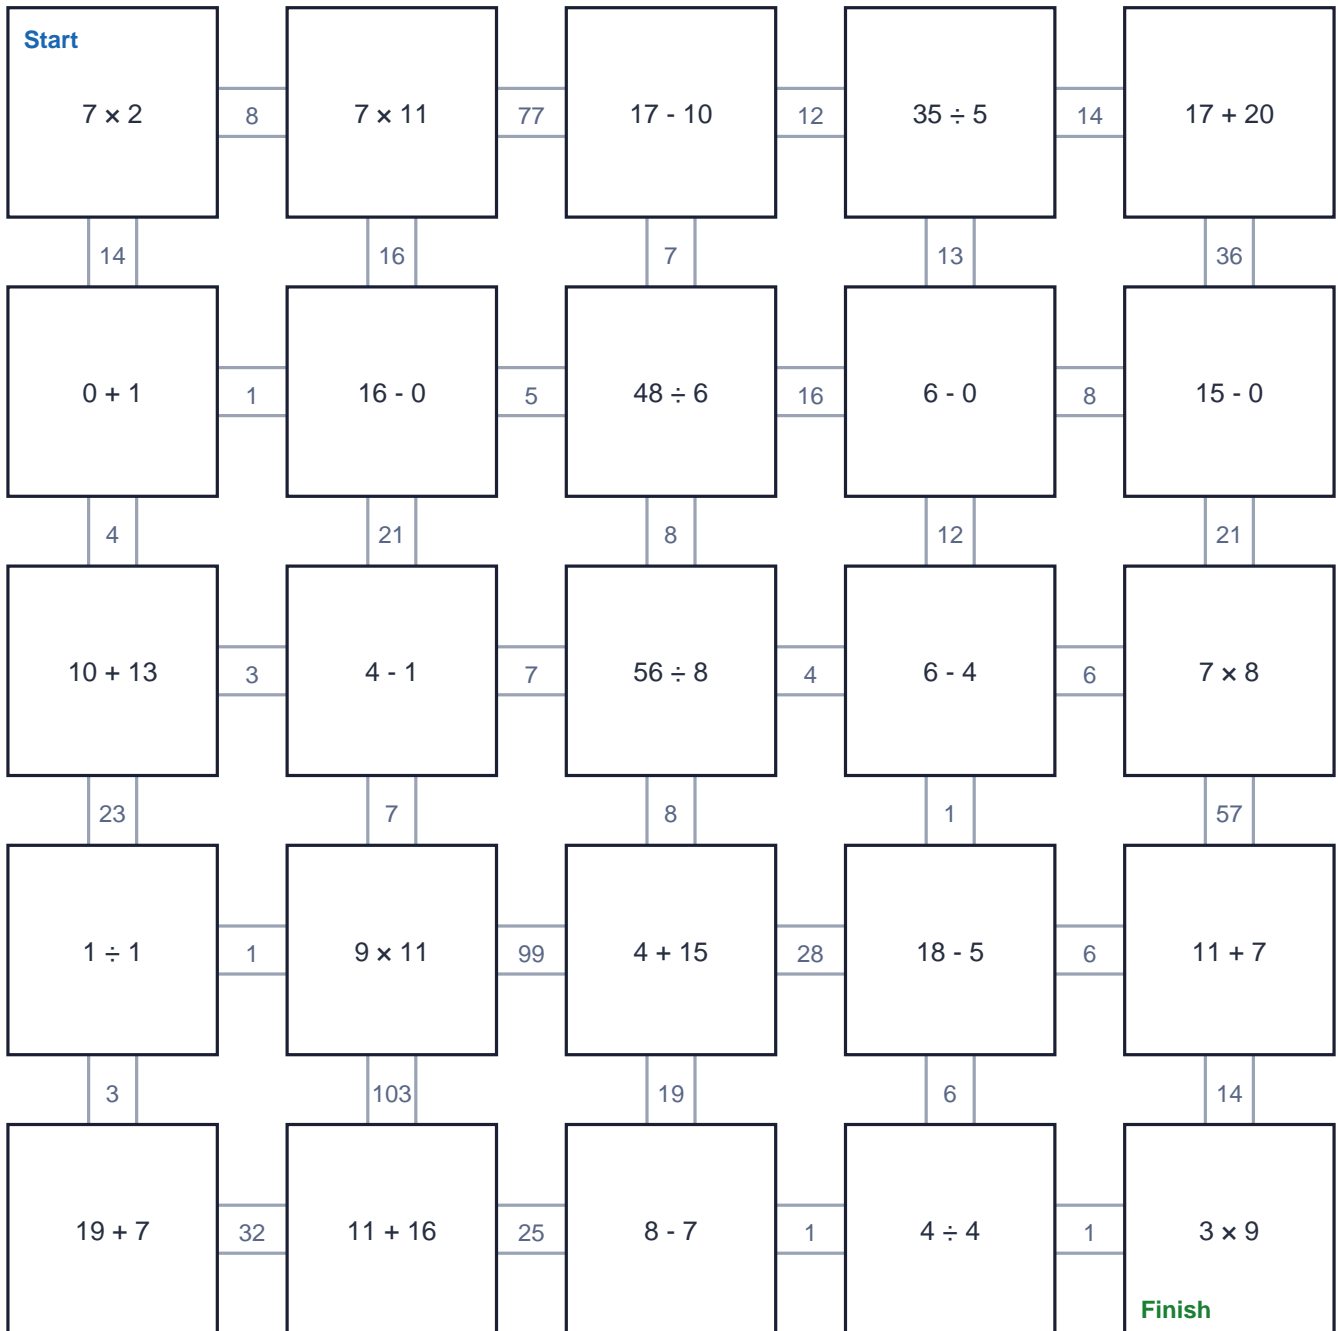 Start
7 × 2 8 7 × 11 77 17 - 10 12 35 ÷ 5 14 17 + 20
14 16 7 13 36
0 + 1 1 16 - 0 5 48 ÷ 6 16 6 - 0 8 15 - 0
4 21 8 12 21
10 + 13 3 4 - 1 7 56 ÷ 8 4 6 - 4 6 7 × 8
23 7 8 1 57
1 ÷ 1 1 9 × 11 99 4 + 15 28 18 - 5 6 11 + 7
3 103 19 6 14
19 + 7 32 11 + 16 25 8 - 7 1 4 ÷ 4 1 3 × 9
Finish